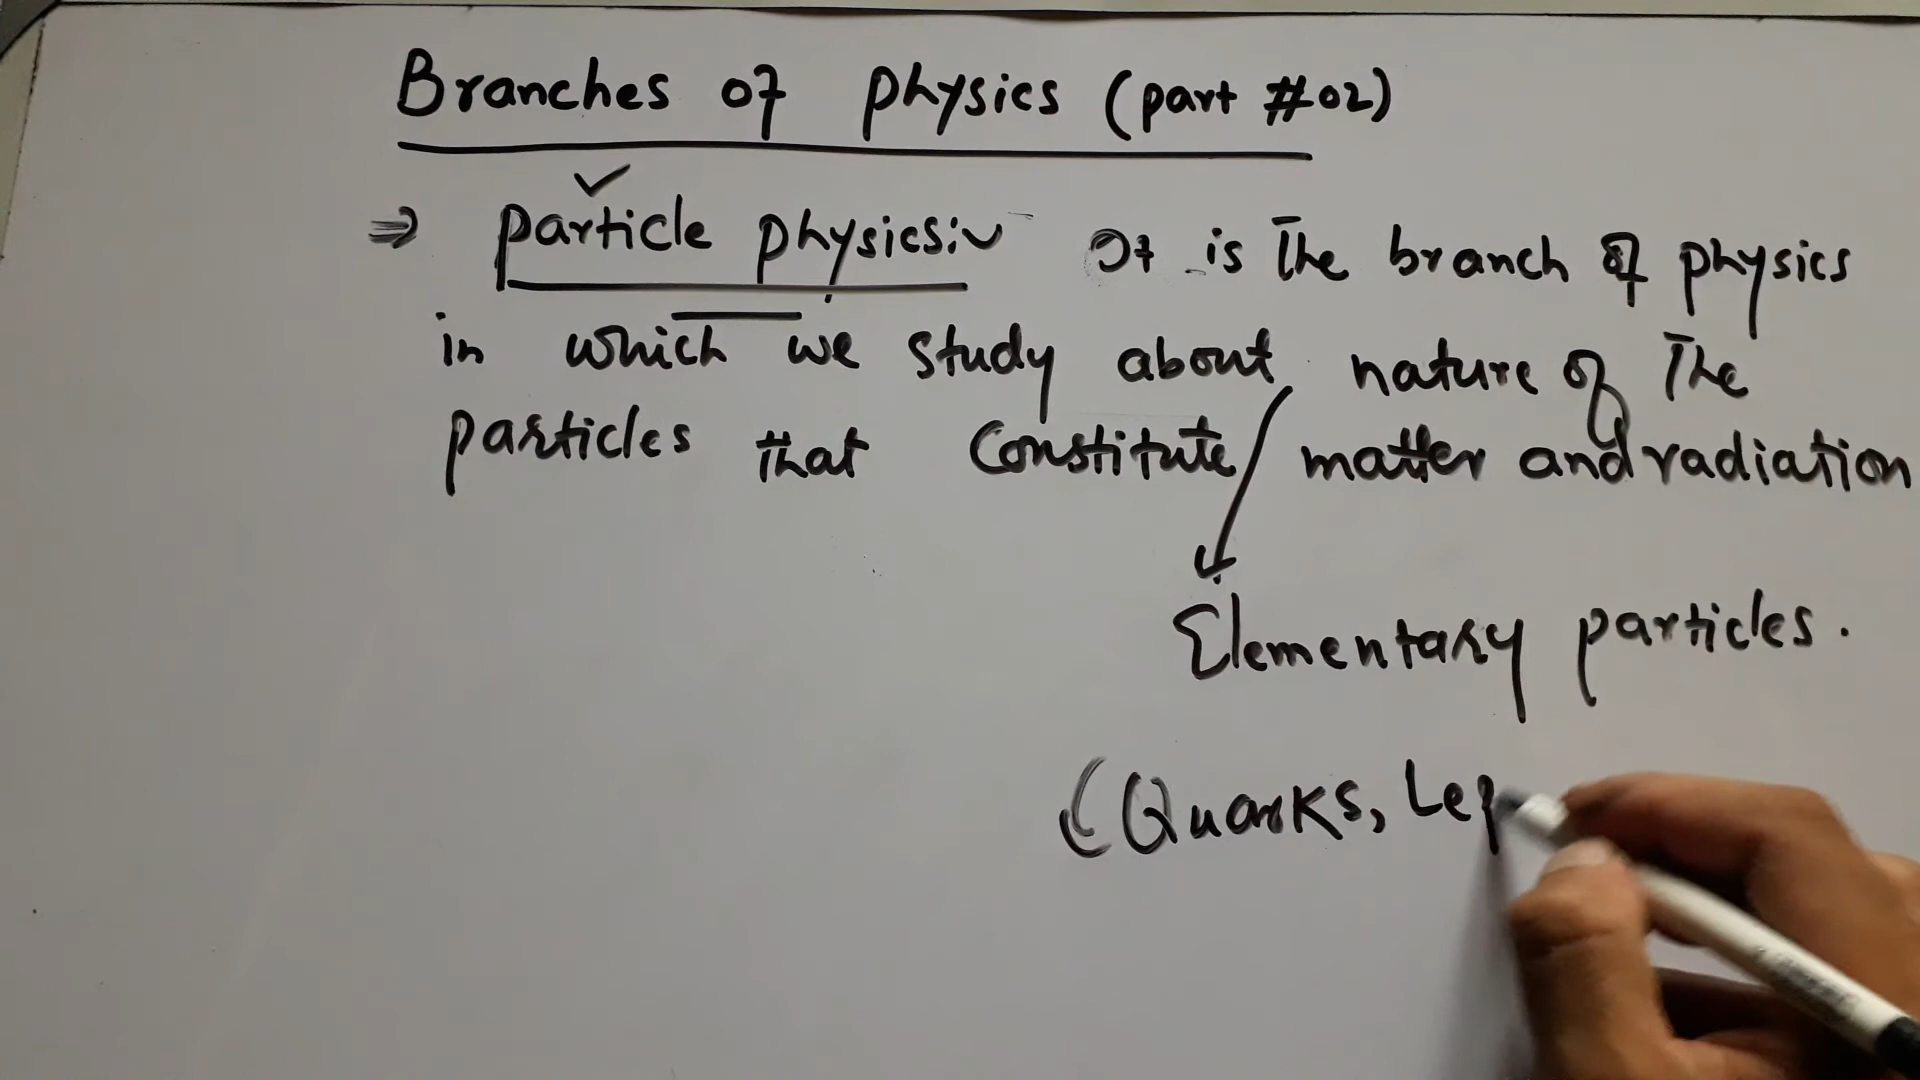 Branches of physics (part #02)
⇒ particle physics:~ It is The branch of physics
in which we study about nature of The
particles that Constitute matter and radiation
Elementary particles.
(Quarks, Lep